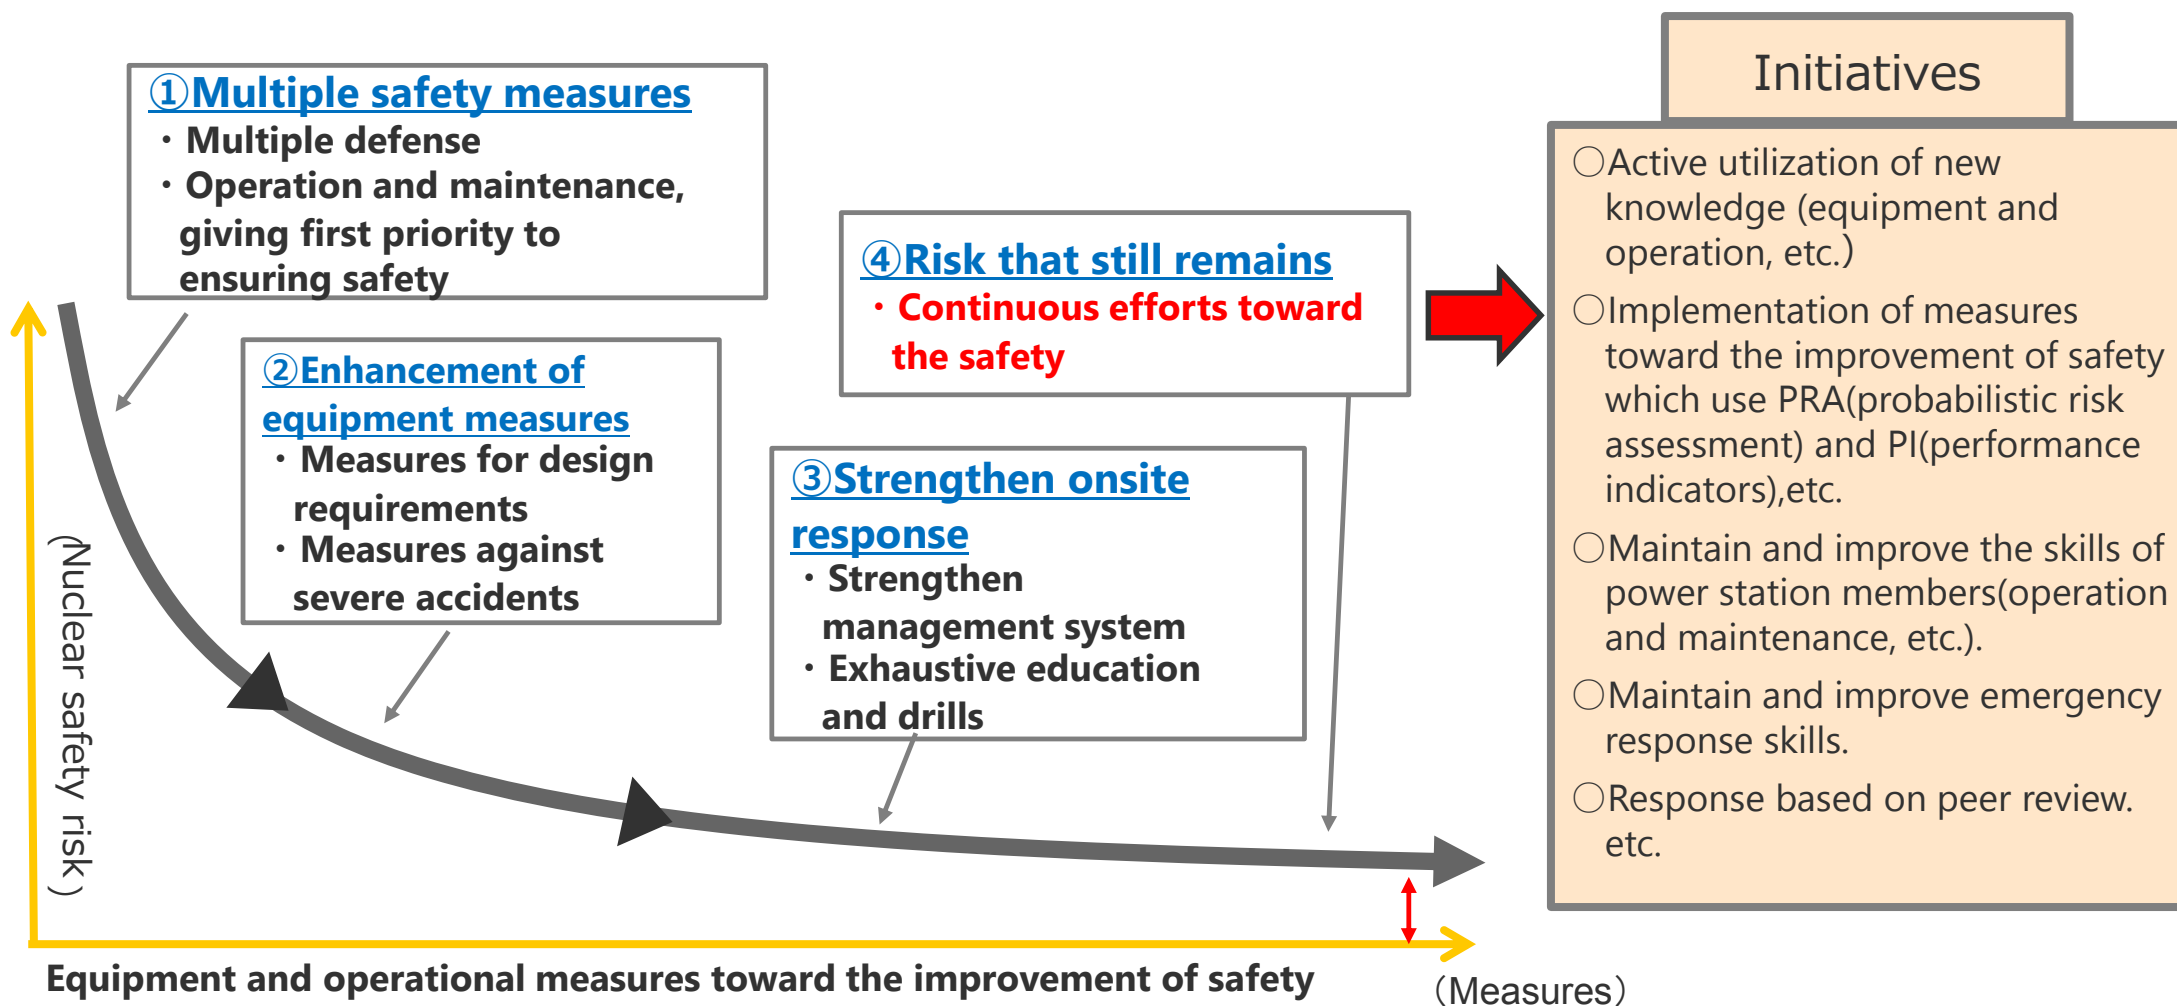 ①Multiple safety measures
・Multiple defense
・Operation and maintenance,
giving first priority to
ensuring safety
②Enhancement of
equipment measures
・Measures for design
requirements
・Measures against
severe accidents
③Strengthen onsite
response
・Strengthen
management system
・Exhaustive education
and drills
④Risk that still remains
・Continuous efforts toward
the safety
Initiatives
○Active utilization of new
knowledge (equipment and
operation, etc.)
○Implementation of measures
toward the improvement of safety
which use PRA(probabilistic risk
assessment) and PI(performance
indicators),etc.
○Maintain and improve the skills of
power station members(operation
and maintenance, etc.).
○Maintain and improve emergency
response skills.
○Response based on peer review.
etc.
(Nuclear safety risk)
Equipment and operational measures toward the improvement of safety
（Measures）